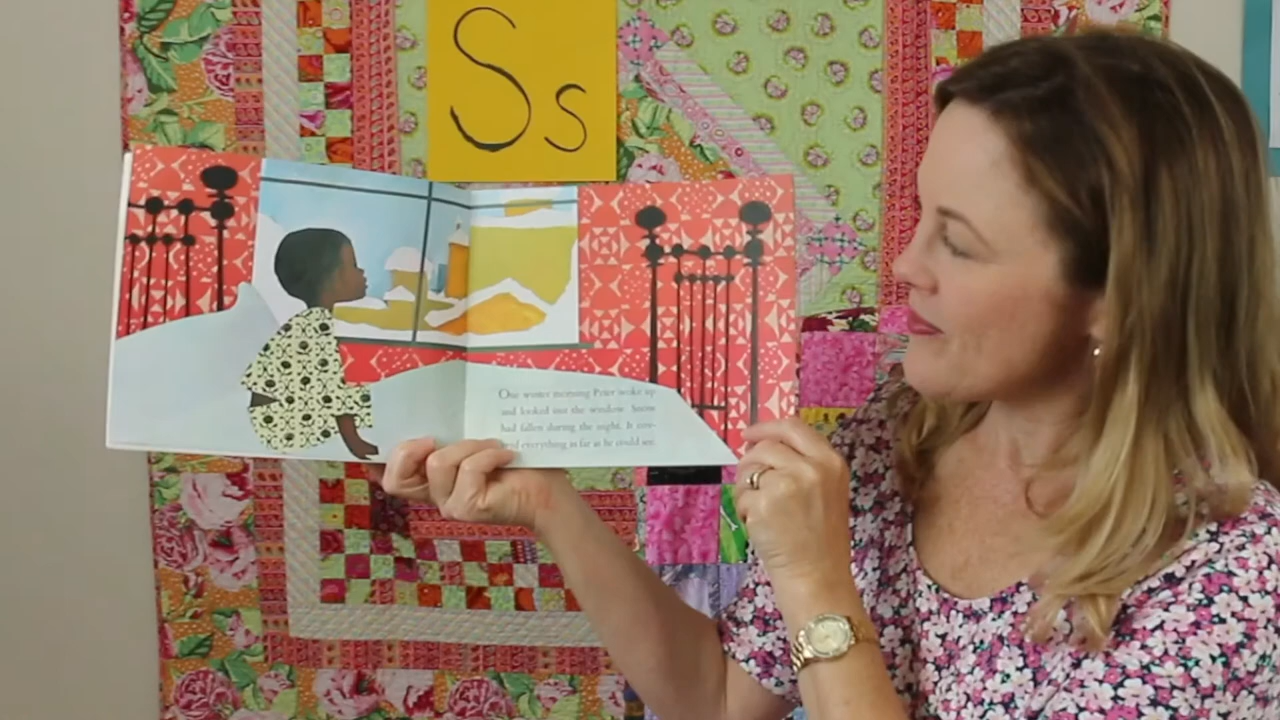 Ss
One winter morning Peter woke up
and looked out the window. Snow
had fallen during the night. It cov-
everything as far as he could see.